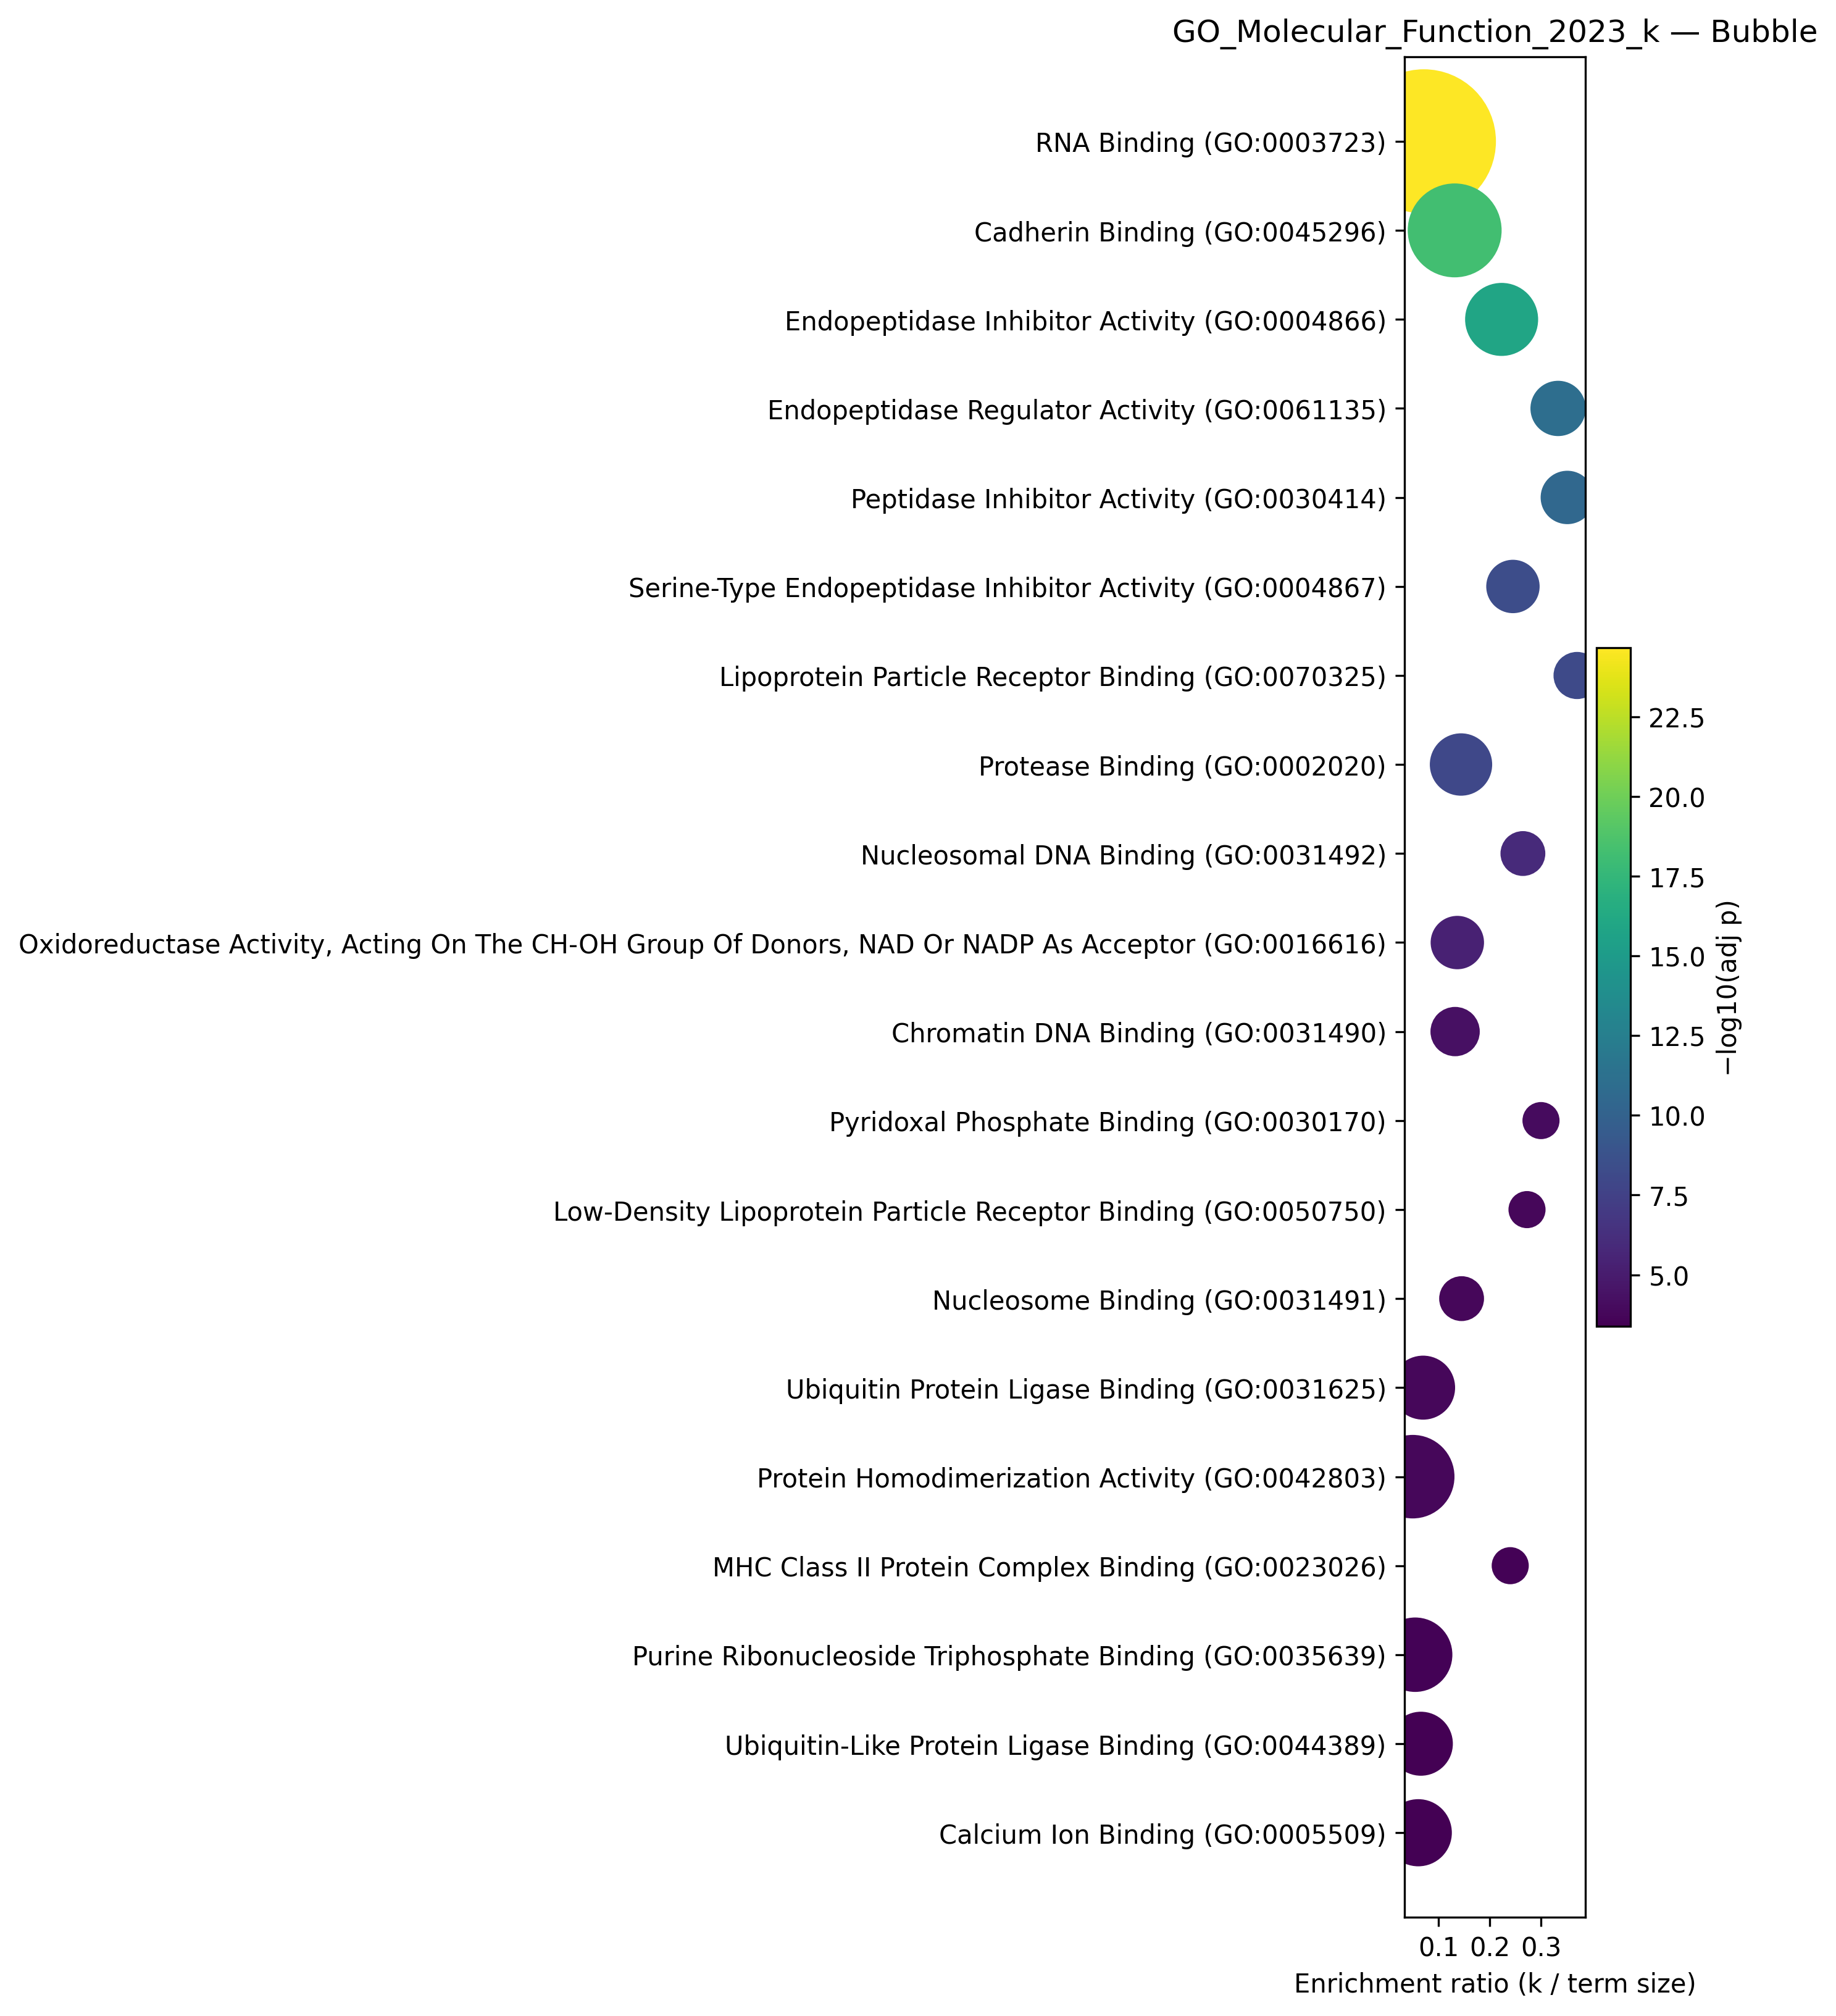 GO_Molecular_Function_2023_k — Bubble
RNA Binding (GO:0003723)
Cadherin Binding (GO:0045296)
Endopeptidase Inhibitor Activity (GO:0004866)
Endopeptidase Regulator Activity (GO:0061135)
Peptidase Inhibitor Activity (GO:0030414)
Serine-Type Endopeptidase Inhibitor Activity (GO:0004867)
Lipoprotein Particle Receptor Binding (GO:0070325)
Protease Binding (GO:0002020)
Nucleosomal DNA Binding (GO:0031492)
Oxidoreductase Activity, Acting On The CH-OH Group Of Donors, NAD Or NADP As Acceptor (GO:0016616)
Chromatin DNA Binding (GO:0031490)
Pyridoxal Phosphate Binding (GO:0030170)
Low-Density Lipoprotein Particle Receptor Binding (GO:0050750)
Nucleosome Binding (GO:0031491)
Ubiquitin Protein Ligase Binding (GO:0031625)
Protein Homodimerization Activity (GO:0042803)
MHC Class II Protein Complex Binding (GO:0023026)
Purine Ribonucleoside Triphosphate Binding (GO:0035639)
Ubiquitin-Like Protein Ligase Binding (GO:0044389)
Calcium Ion Binding (GO:0005509)
0.1 0.2 0.3
Enrichment ratio (k / term size)
22.5
20.0
17.5
15.0
12.5
10.0
7.5
5.0
−log10(adj p)